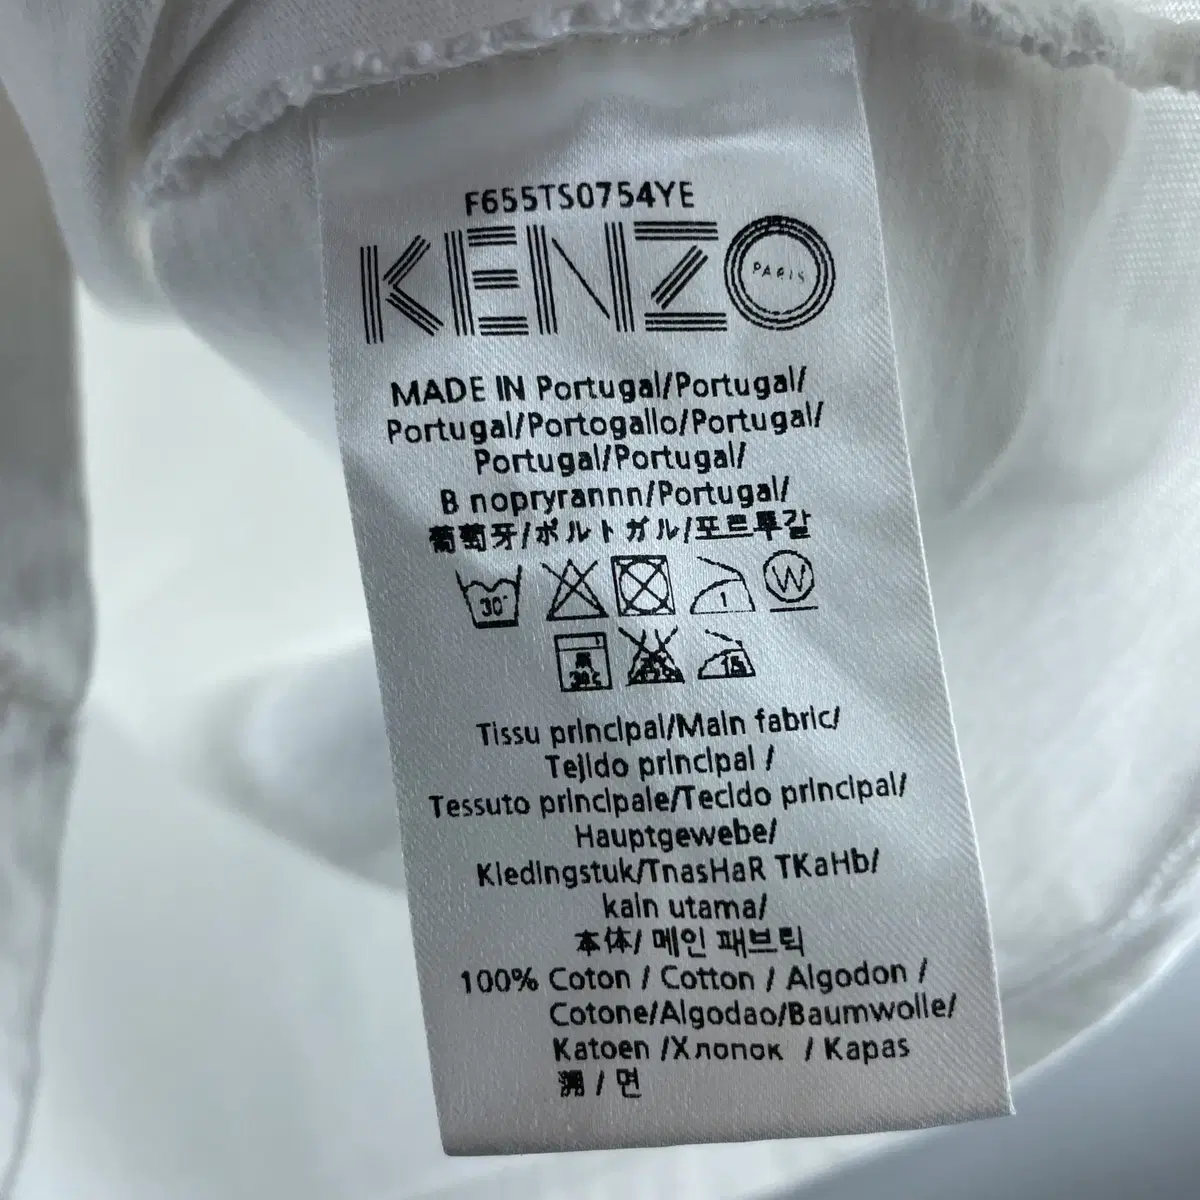 F655TS0754YE
KENZO
PARIS
MADE IN Portugal/Portugal/
Portugal/Portogallo/Portugal/
Portugal/Portugal/
B nopryrannn/Portugal/
葡萄牙/ポルトガル/포르투갈
30° 1 W
30c 15
Tissu principal/Main fabric/
Tejido principal /
Tessuto principale/Tecido principal/
Hauptgewebe/
Kledingstuk/TnasHaR TKaHb/
kain utama/
本体/ 메인 패브릭
100% Coton / Cotton / Algodon /
Cotone/Algodao/Baumwolle/
Katoen /Хлопок / Kapas
/ 면